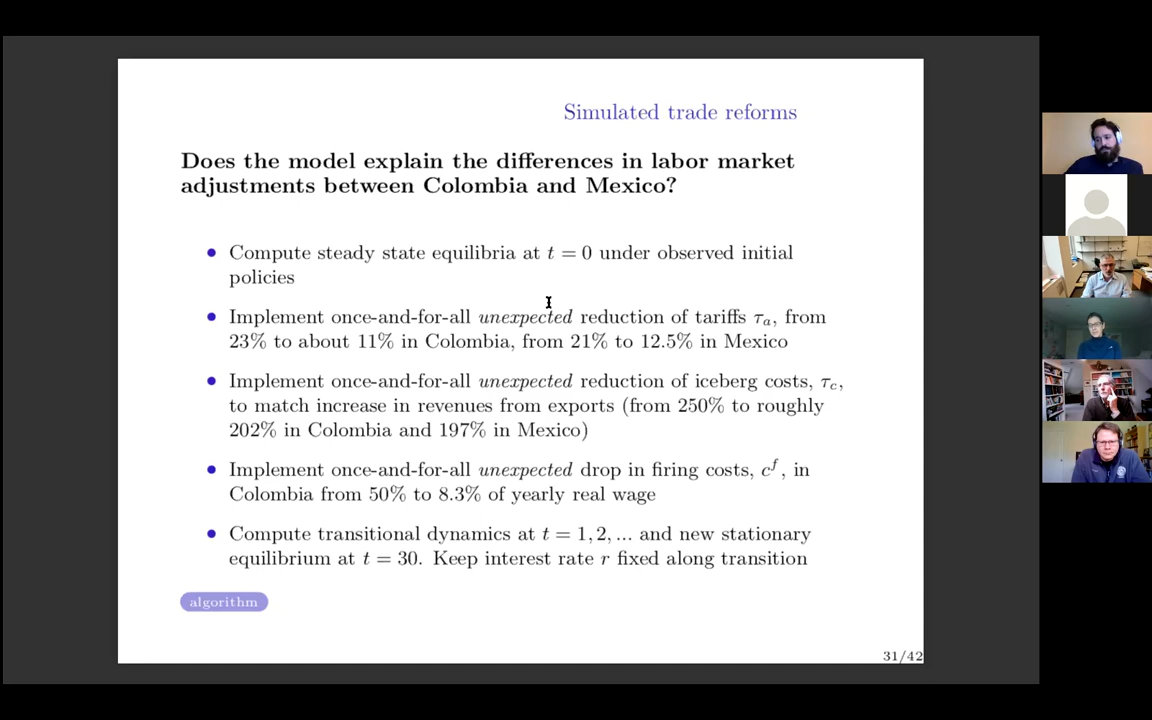 Simulated trade reforms
Does the model explain the differences in labor market
adjustments between Colombia and Mexico?
• Compute steady state equilibria at t = 0 under observed initial
policies
• Implement once-and-for-all unexpected reduction of tariffs τa, from
23% to about 11% in Colombia, from 21% to 12.5% in Mexico
• Implement once-and-for-all unexpected reduction of iceberg costs, τc,
to match increase in revenues from exports (from 250% to roughly
202% in Colombia and 197% in Mexico)
• Implement once-and-for-all unexpected drop in firing costs, c^f, in
Colombia from 50% to 8.3% of yearly real wage
• Compute transitional dynamics at t = 1, 2, ... and new stationary
equilibrium at t = 30. Keep interest rate r fixed along transition
algorithm
31/42